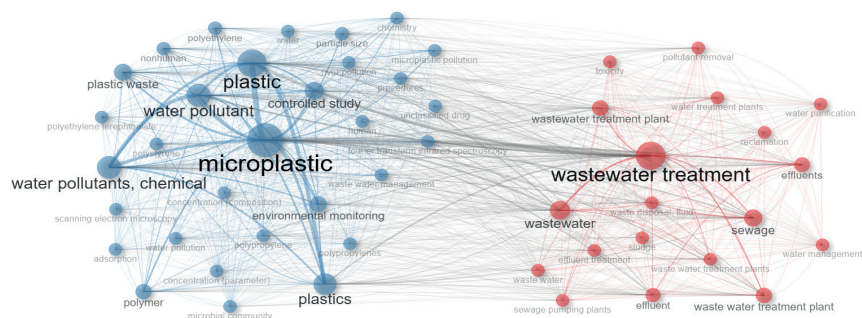 chemistry
polyethylene
water
particle size
nonhuman
pollutant removal
microplastic pollution
toxicity
plastic
river pollution
plastic waste
procedures
controlled study
water pollutant
unclassified drug
water treatment plants
water purification
wastewater treatment plant
polyethylene terephthalate
human
reclamation
polystyrene
fourier transform infrared spectroscopy
microplastic
wastewater treatment
effluents
water pollutants, chemical
waste water management
concentration (composition)
scanning electron microscopy
environmental monitoring
waste disposal, fluid
wastewater
sewage
water pollution
polypropylene
polypropylenes
sludge
adsorption
effluent treatment
water management
waste water treatment plants
waste water
concentration (parameter)
plastics
polymer
sewage pumping plants
effluent
waste water treatment plant
microbial community